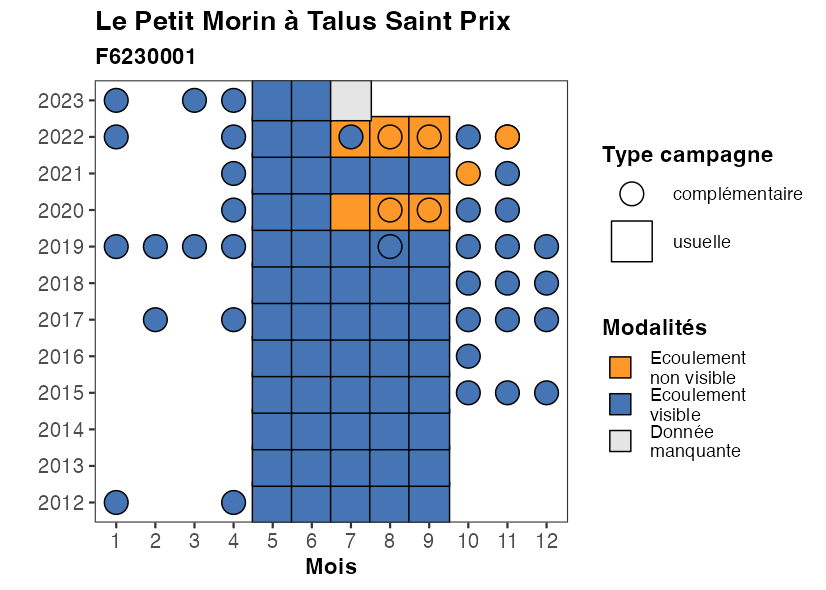 Le Petit Morin à Talus Saint Prix
F6230001
2023
2022
2021
2020
2019
2018
2017
2016
2015
2014
2013
2012
1 2 3 4 5 6 7 8 9 10 11 12
Mois
Type campagne
complémentaire
usuelle
Modalités
Ecoulement
non visible
Ecoulement
visible
Donnée
manquante